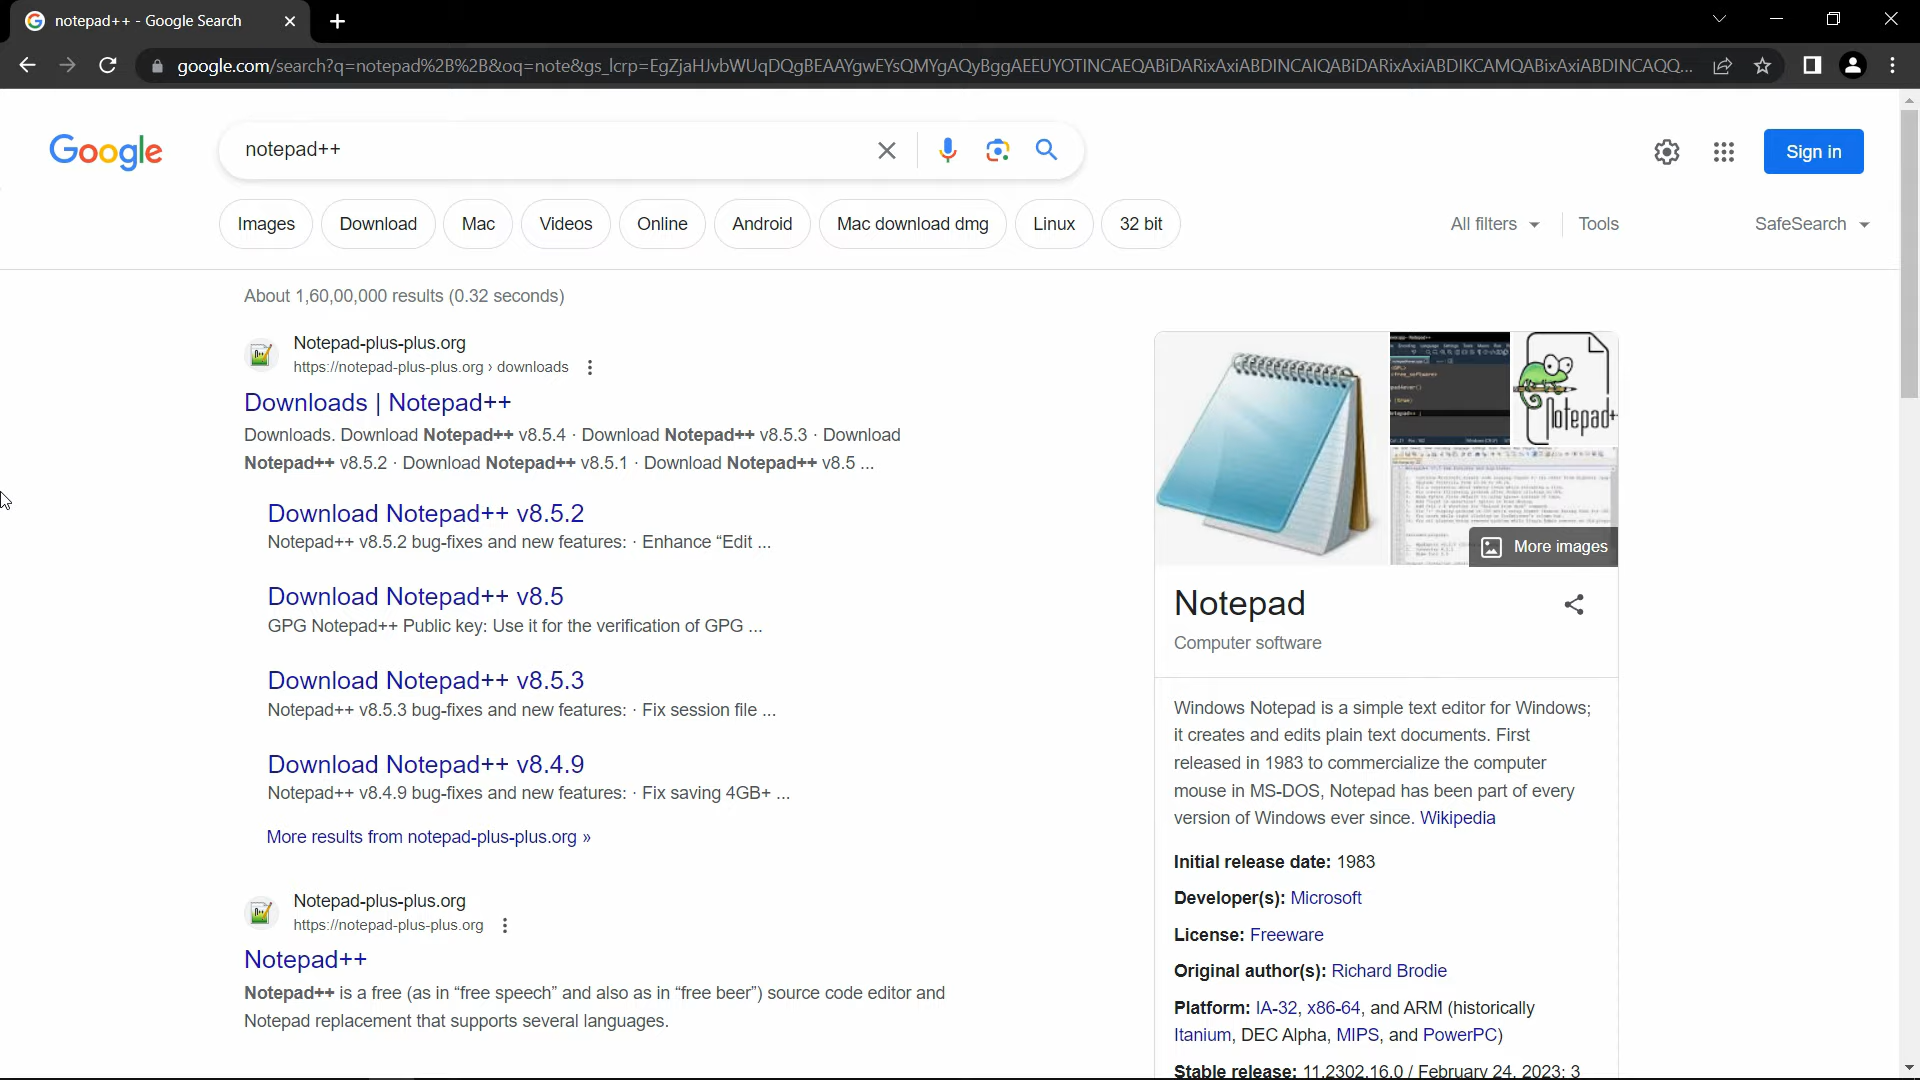 notepad++ - Google Search
google.com/search?q=notepad%2B%2B&oq=note&gs_lcrp=EgZjaHJvbWUqDQgBEAAYgwEYsQMYgAQyBggAEEUYOTINCAEQABiDARixAxiABDINCAIQABiDARixAxiABDIKCAMQABixAxiABDINCAQQ...
Google
notepad++
Sign in
Images
Download
Mac
Videos
Online
Android
Mac download dmg
Linux
32 bit
All filters
Tools
SafeSearch
About 1,60,00,000 results (0.32 seconds)
Notepad-plus-plus.org
https://notepad-plus-plus.org › downloads
Downloads | Notepad++
Downloads. Download Notepad++ v8.5.4 · Download Notepad++ v8.5.3 · Download
Notepad++ v8.5.2 · Download Notepad++ v8.5.1 · Download Notepad++ v8.5 ...
Download Notepad++ v8.5.2
Notepad++ v8.5.2 bug-fixes and new features: · Enhance “Edit ...
Download Notepad++ v8.5
GPG Notepad++ Public key: Use it for the verification of GPG ...
Download Notepad++ v8.5.3
Notepad++ v8.5.3 bug-fixes and new features: · Fix session file ...
Download Notepad++ v8.4.9
Notepad++ v8.4.9 bug-fixes and new features: · Fix saving 4GB+ ...
More results from notepad-plus-plus.org »
Notepad-plus-plus.org
https://notepad-plus-plus.org
Notepad++
Notepad++ is a free (as in “free speech” and also as in “free beer”) source code editor and
Notepad replacement that supports several languages.
Notepad+
More images
Notepad
Computer software
Windows Notepad is a simple text editor for Windows;
it creates and edits plain text documents. First
released in 1983 to commercialize the computer
mouse in MS-DOS, Notepad has been part of every
version of Windows ever since. Wikipedia
Initial release date: 1983
Developer(s): Microsoft
License: Freeware
Original author(s): Richard Brodie
Platform: IA-32, x86-64, and ARM (historically
Itanium, DEC Alpha, MIPS, and PowerPC)
Stable release: 11.2302.16.0 / February 24, 2023; 3